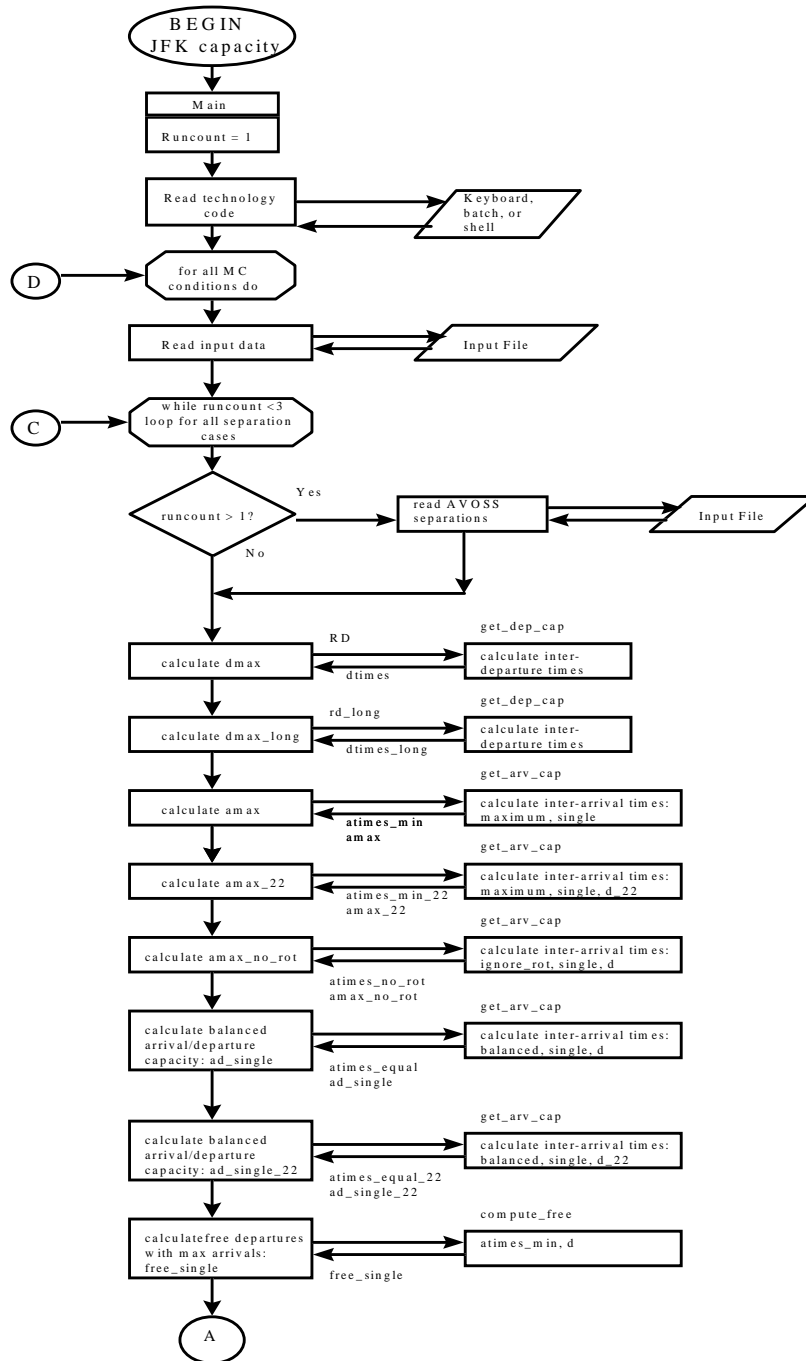 BEGIN
JFK capacity
Main
Runcount = 1
Read technology
code
Keyboard,
batch, or
shell
D
for all MC
conditions do
Read input data
Input File
C
while runcount <3
loop for all separation
cases
runcount > 1?
Yes
No
read AVOSS
separations
Input File
calculate dmax
RD
dtimes
get_dep_cap
calculate inter-
departure times
calculate dmax_long
rd_long
dtimes_long
get_dep_cap
calculate inter-
departure times
calculate amax
atimes_min
amax
get_arv_cap
calculate inter-arrival times:
maximum, single
calculate amax_22
atimes_min_22
amax_22
get_arv_cap
calculate inter-arrival times:
maximum, single, d_22
calculate amax_no_rot
atimes_no_rot
amax_no_rot
get_arv_cap
calculate inter-arrival times:
ignore_rot, single, d
calculate balanced
arrival/departure
capacity: ad_single
atimes_equal
ad_single
get_arv_cap
calculate inter-arrival times:
balanced, single, d
calculate balanced
arrival/departure
capacity: ad_single_22
atimes_equal_22
ad_single_22
get_arv_cap
calculate inter-arrival times:
balanced, single, d_22
calculatefree departures
with max arrivals:
free_single
free_single
compute_free
atimes_min, d
A